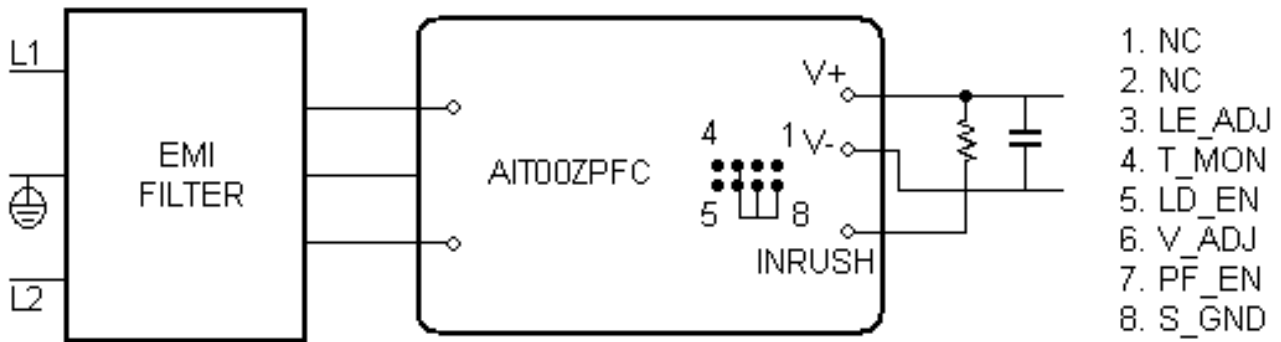 L1
EMI
FILTER
L2
AIT00ZPFC
4
1
5
8
V+
V-
INRUSH
1. NC
2. NC
3. LE_ADJ
4. T_MON
5. LD_EN
6. V_ADJ
7. PF_EN
8. S_GND